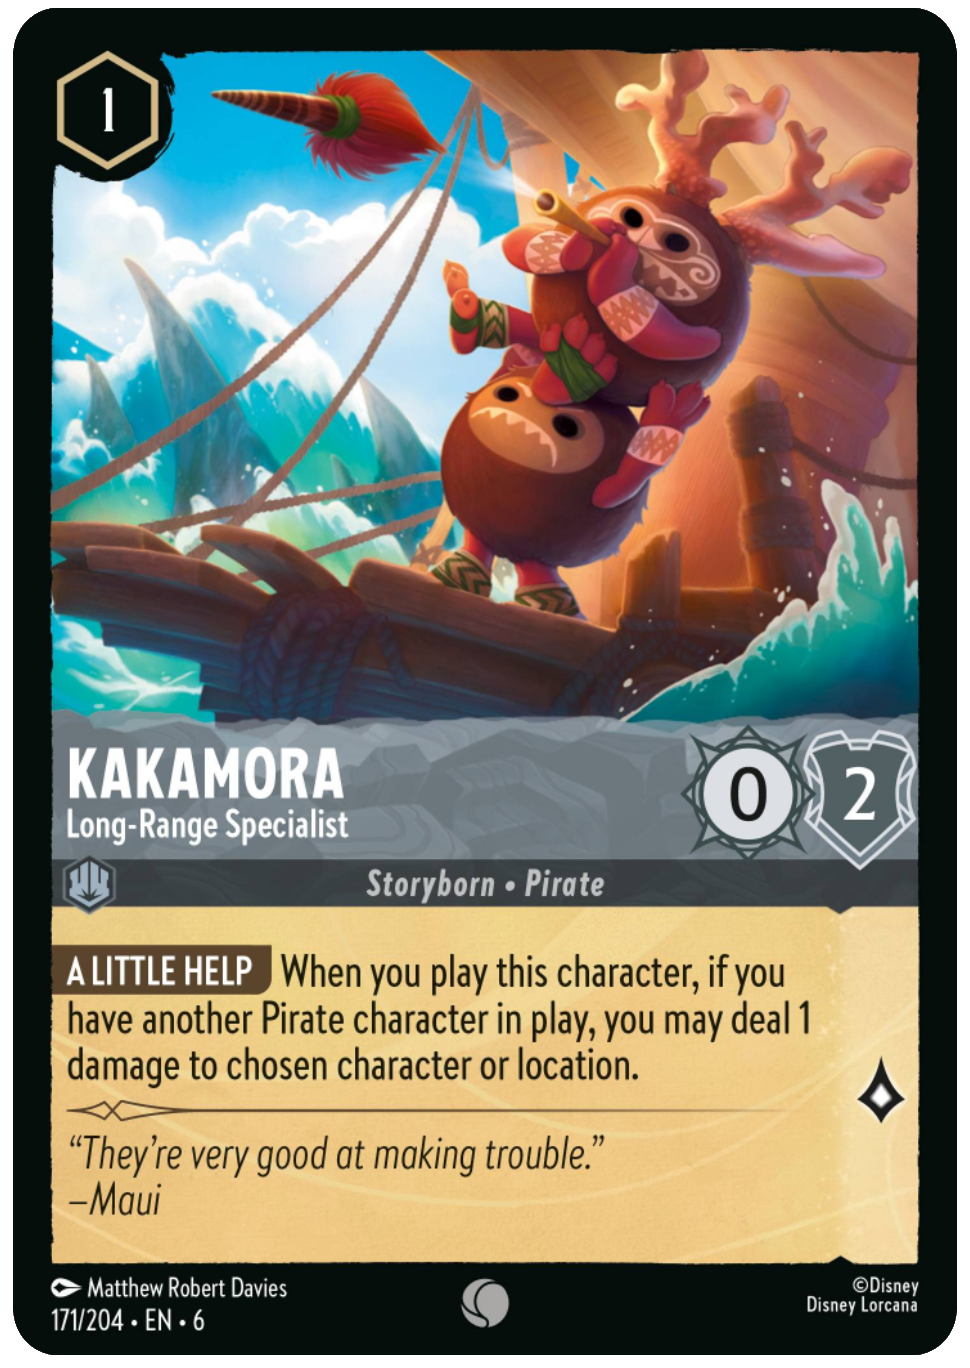 1
KAKAMORA
Long-Range Specialist
0
2
Storyborn • Pirate
A LITTLE HELP When you play this character, if you
have another Pirate character in play, you may deal 1
damage to chosen character or location.
“They’re very good at making trouble.”
–Maui
Matthew Robert Davies
171/204 • EN • 6
©Disney
Disney Lorcana